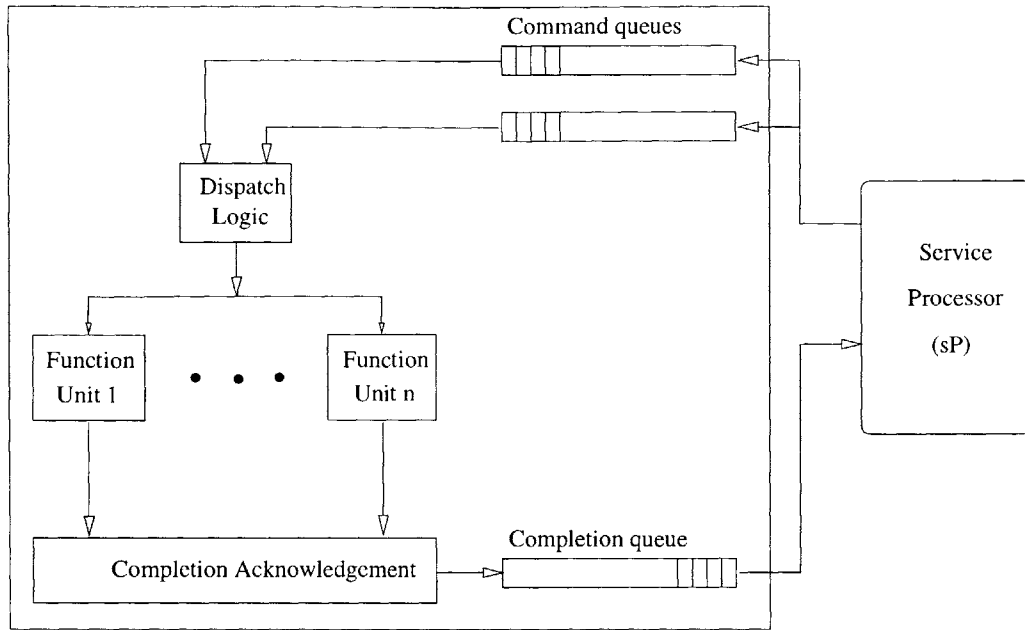 Command queues
Dispatch
Logic
Service
Processor
(sP)
Function
Unit 1
Function
Unit n
Completion queue
Completion Acknowledgement